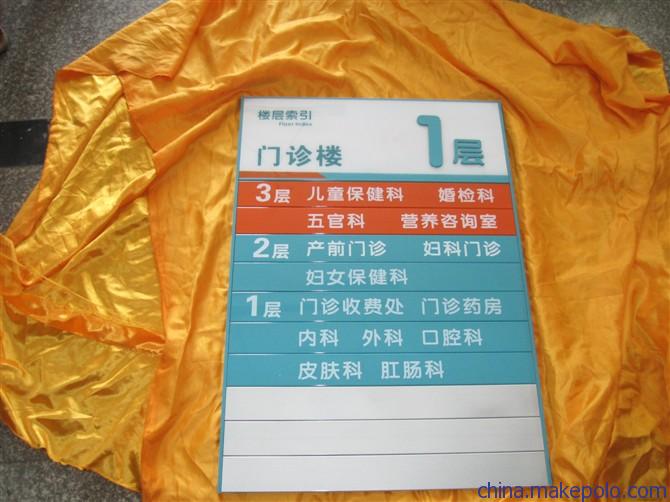 楼层索引
Floor Index
门诊楼 1层
3层 儿童保健科 婚检科
五官科 营养咨询室
2层 产前门诊 妇科门诊
妇女保健科
1层 门诊收费处 门诊药房
内科 外科 口腔科
皮肤科 肛肠科
china.makepolo.com